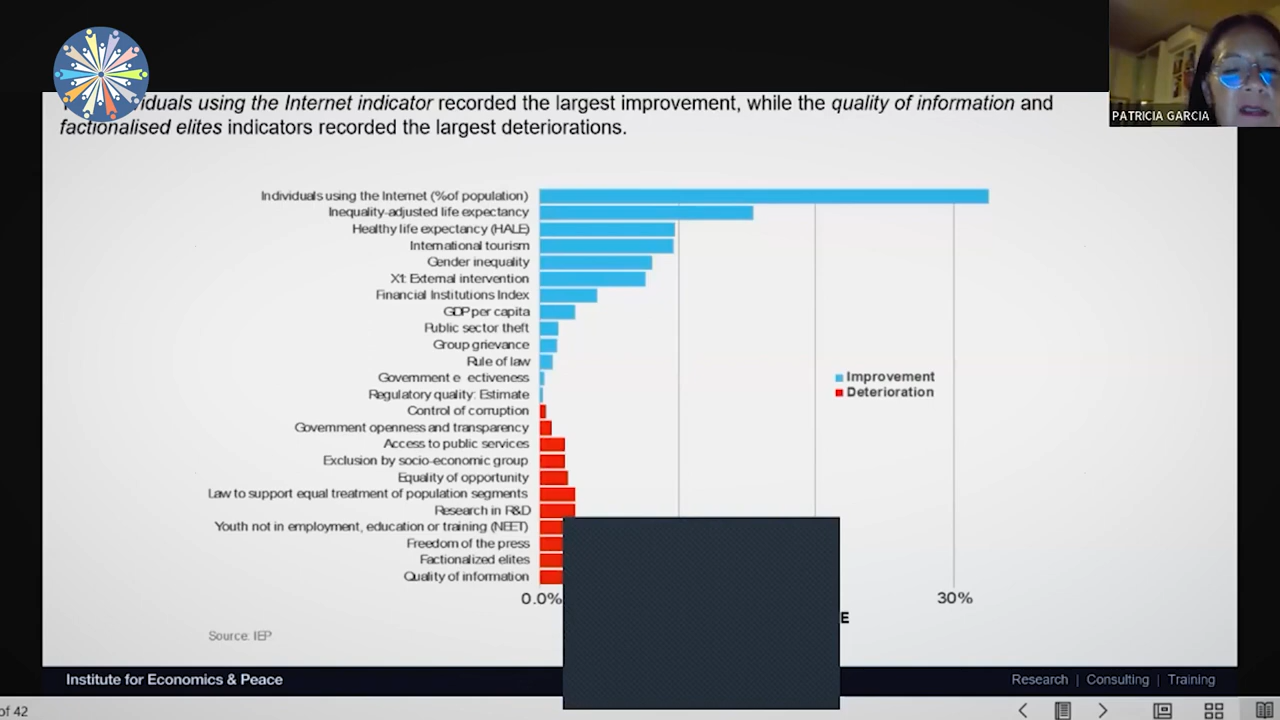 iduals using the Internet indicator recorded the largest improvement, while the quality of information and
factionalised elites indicators recorded the largest deteriorations.
PATRICIA GARCIA
Individuals using the Internet (%of population)
Inequality-adjusted life expectancy
Healthy life expectancy (HALE)
International tourism
Gender inequality
X1: External intervention
Financial Institutions Index
GDP per capita
Public sector theft
Group grievance
Rule of law
Government e ectiveness
Regulatory quality: Estimate
Control of corruption
Government openness and transparency
Access to public services
Exclusion by socio-economic group
Equality of opportunity
Law to support equal treatment of population segments
Research in R&D
Youth not in employment, education or training (NEET)
Freedom of the press
Factionalized elites
Quality of information
Improvement
Deterioration
0.0%
30%
E
Source: IEP
Institute for Economics & Peace
Research | Consulting | Training
of 42